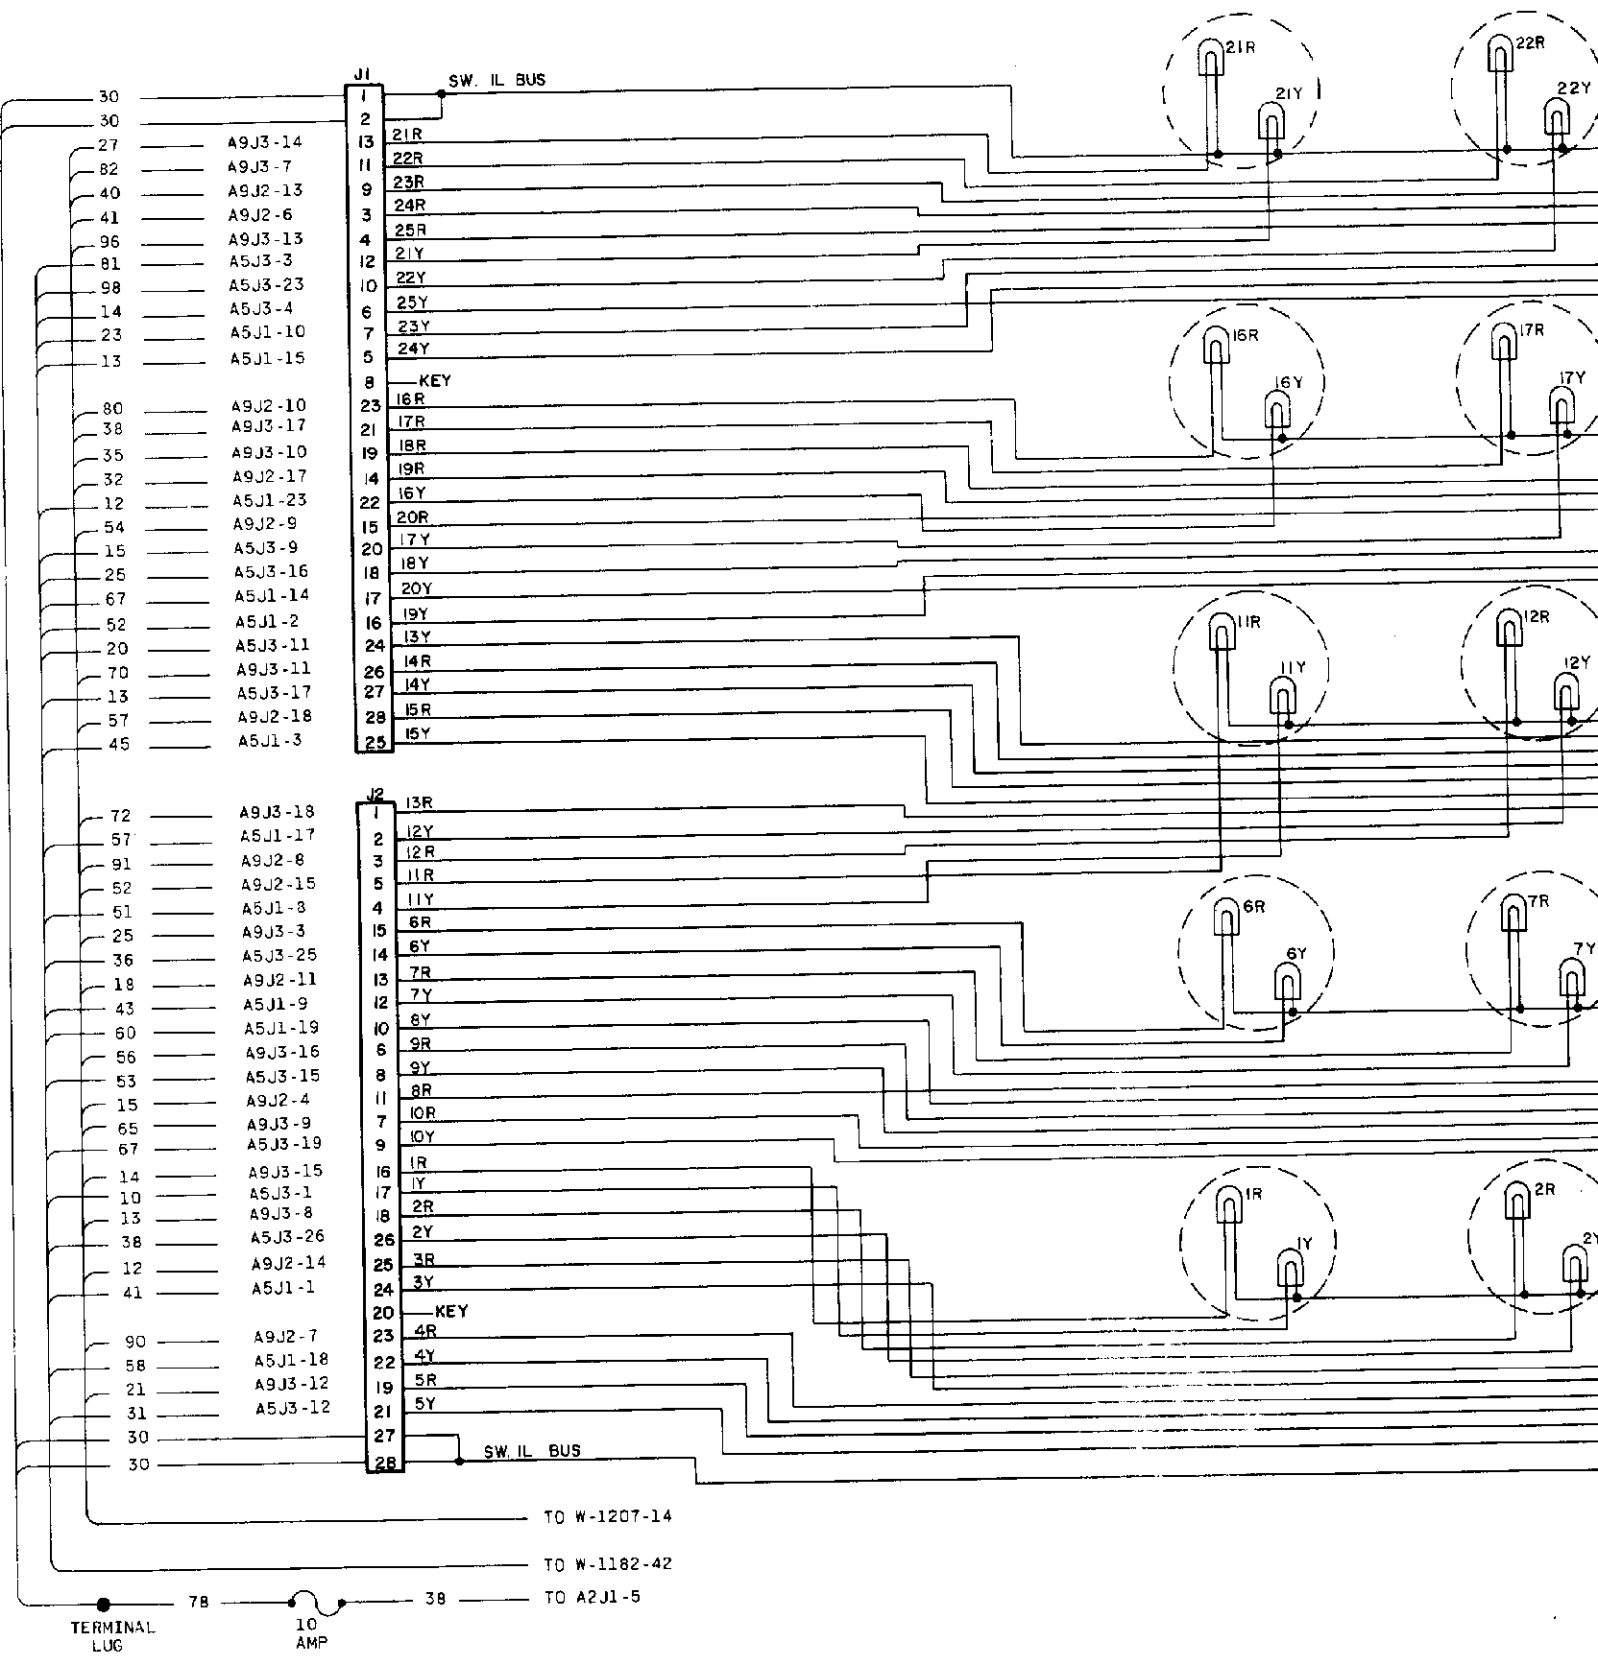 J1
30 1 SW. IL BUS
30 2
27 A9J3-14 13 21R
82 A9J3-7 11 22R
40 A9J2-13 9 23R
41 A9J2-6 3 24R
96 A9J3-13 4 25R
81 A5J3-3 12 21Y
98 A5J3-23 10 22Y
14 A5J3-4 6 25Y
23 A5J1-10 7 23Y
13 A5J1-15 5 24Y
8 KEY
80 A9J2-10 23 16R
38 A9J3-17 21 17R
35 A9J3-10 19 18R
32 A9J2-17 14 19R
12 A5J1-23 22 16Y
54 A9J2-9 15 20R
15 A5J3-9 20 17Y
25 A5J3-16 18 18Y
67 A5J1-14 17 20Y
52 A5J1-2 16 19Y
20 A5J3-11 24 13Y
70 A9J3-11 26 14R
13 A5J3-17 27 14Y
57 A9J2-18 28 15R
45 A5J1-3 25 15Y
J2
72 A9J3-18 1 13R
57 A5J1-17 2 12Y
91 A9J2-8 3 12R
52 A9J2-15 5 11R
51 A5J1-8 4 11Y
25 A9J3-3 15 6R
36 A5J3-25 14 6Y
18 A9J2-11 13 7R
43 A5J1-9 12 7Y
60 A5J1-19 10 8Y
56 A9J3-16 6 9R
53 A5J3-15 8 9Y
15 A9J2-4 11 8R
65 A9J3-9 7 10R
67 A5J3-19 9 10Y
14 A9J3-15 16 1R
10 A5J3-1 17 1Y
13 A9J3-8 18 2R
38 A5J3-26 26 2Y
12 A9J2-14 25 3R
41 A5J1-1 24 3Y
20 KEY
90 A9J2-7 23 4R
58 A5J1-18 22 4Y
21 A9J3-12 19 5R
31 A5J3-12 21 5Y
30 27
30 28 SW. IL BUS
TO W-1207-14
TO W-1182-42
78 38 TO A2J1-5
TERMINAL
LUG
10
AMP
21R 22R
21Y 22Y
16R 17R
16Y 17Y
11R 12R
11Y 12Y
6R 7R
6Y 7Y
1R 2R
1Y 2Y